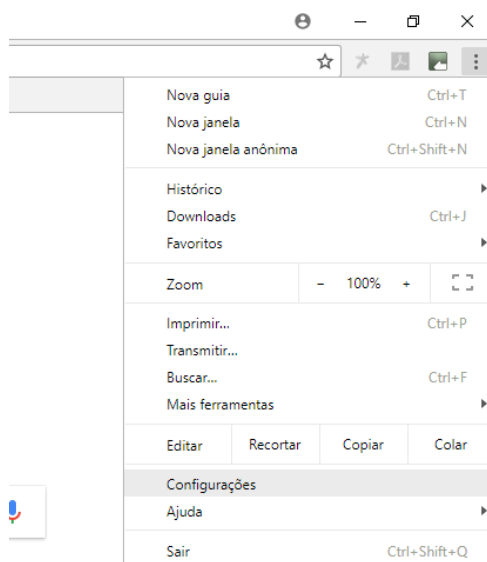 Nova guia Ctrl+T
Nova janela Ctrl+N
Nova janela anônima Ctrl+Shift+N
Histórico
Downloads Ctrl+J
Favoritos
Zoom - 100% +
Imprimir... Ctrl+P
Transmitir...
Buscar... Ctrl+F
Mais ferramentas
Editar Recortar Copiar Colar
Configurações
Ajuda
Sair Ctrl+Shift+Q